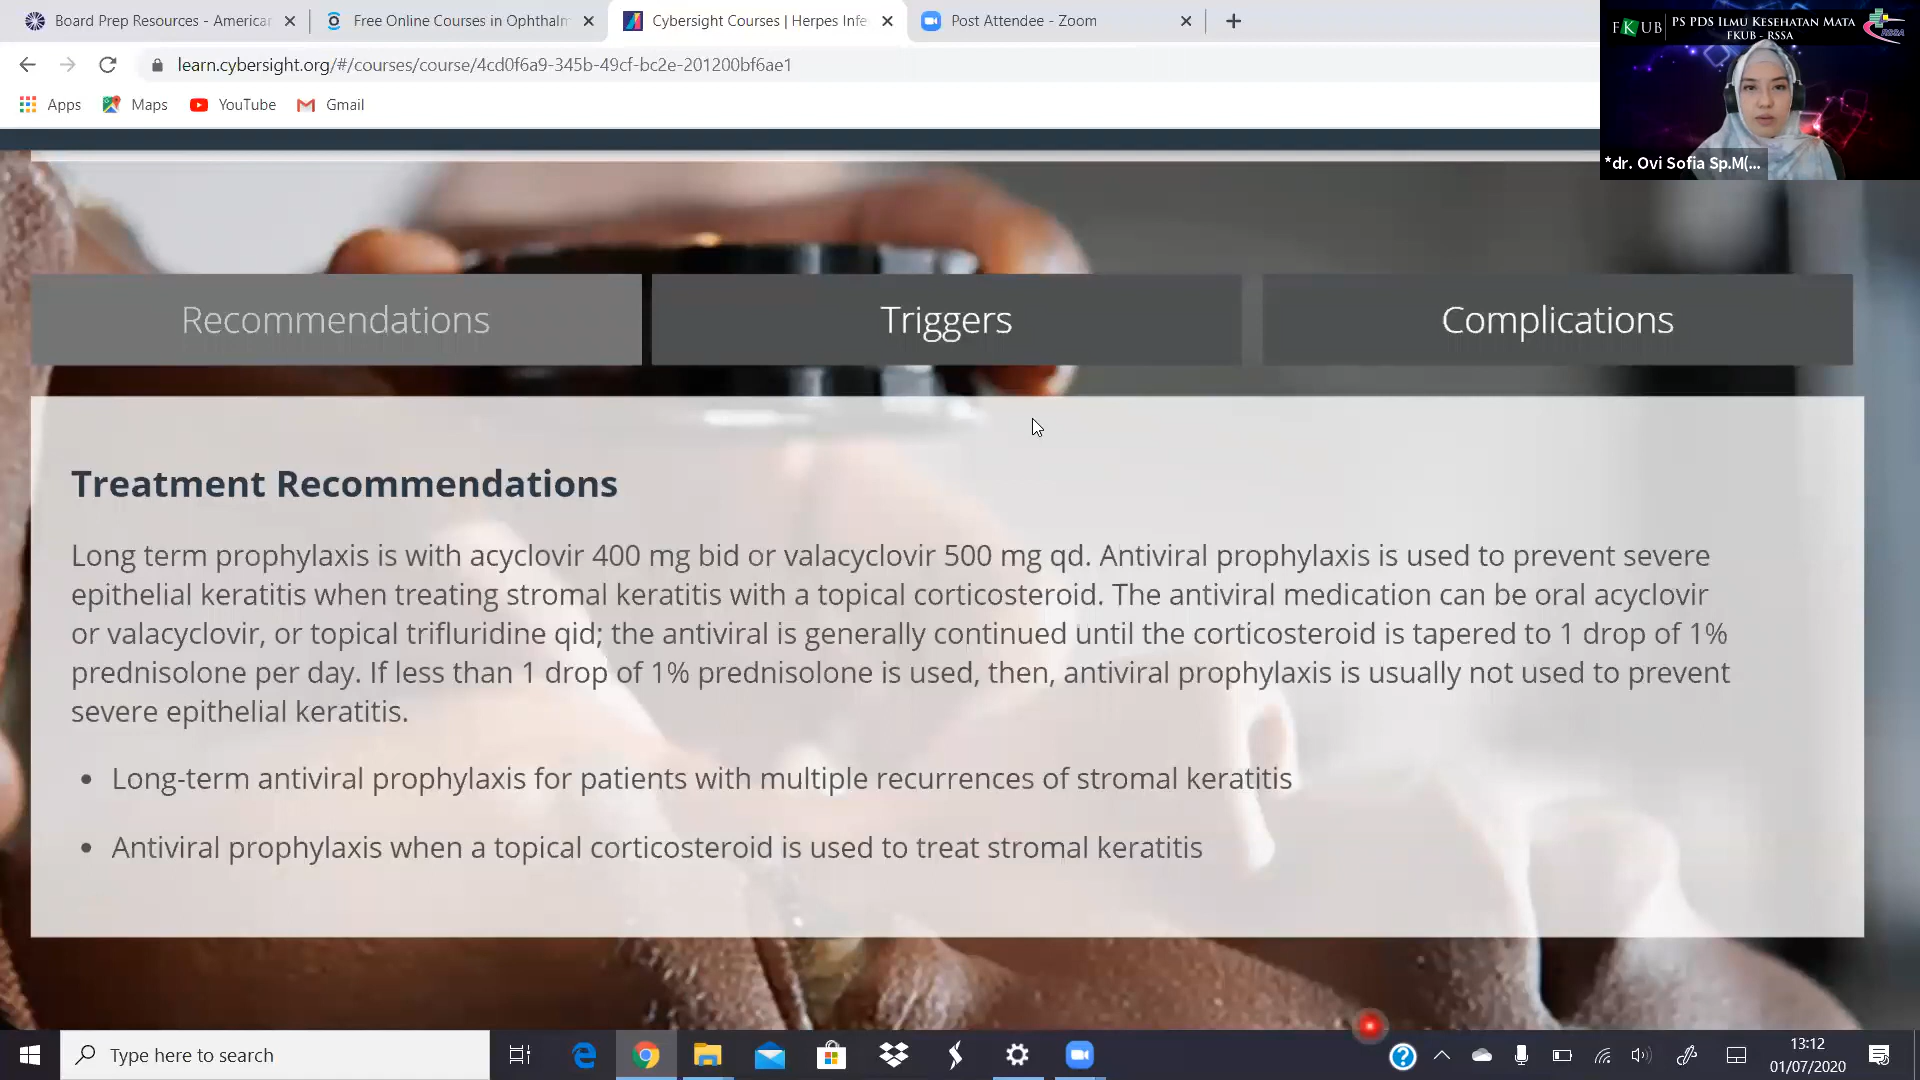 Board Prep Resources - American
Free Online Courses in Ophthalm
Cybersight Courses | Herpes Infe
Post Attendee - Zoom
learn.cybersight.org/#/courses/course/4cd0f6a9-345b-49cf-bc2e-201200bf6ae1
Apps
Maps
YouTube
Gmail
FKUB
PS PDS Ilmu Kesehatan Mata
FKUB - RSSA
*dr. Ovi Sofia Sp.M(...
Recommendations
Triggers
Complications
Treatment Recommendations
Long term prophylaxis is with acyclovir 400 mg bid or valacyclovir 500 mg qd. Antiviral prophylaxis is used to prevent severe
epithelial keratitis when treating stromal keratitis with a topical corticosteroid. The antiviral medication can be oral acyclovir
or valacyclovir, or topical trifluridine qid; the antiviral is generally continued until the corticosteroid is tapered to 1 drop of 1%
prednisolone per day. If less than 1 drop of 1% prednisolone is used, then, antiviral prophylaxis is usually not used to prevent
severe epithelial keratitis.
• Long-term antiviral prophylaxis for patients with multiple recurrences of stromal keratitis
• Antiviral prophylaxis when a topical corticosteroid is used to treat stromal keratitis
Type here to search
13:12
01/07/2020